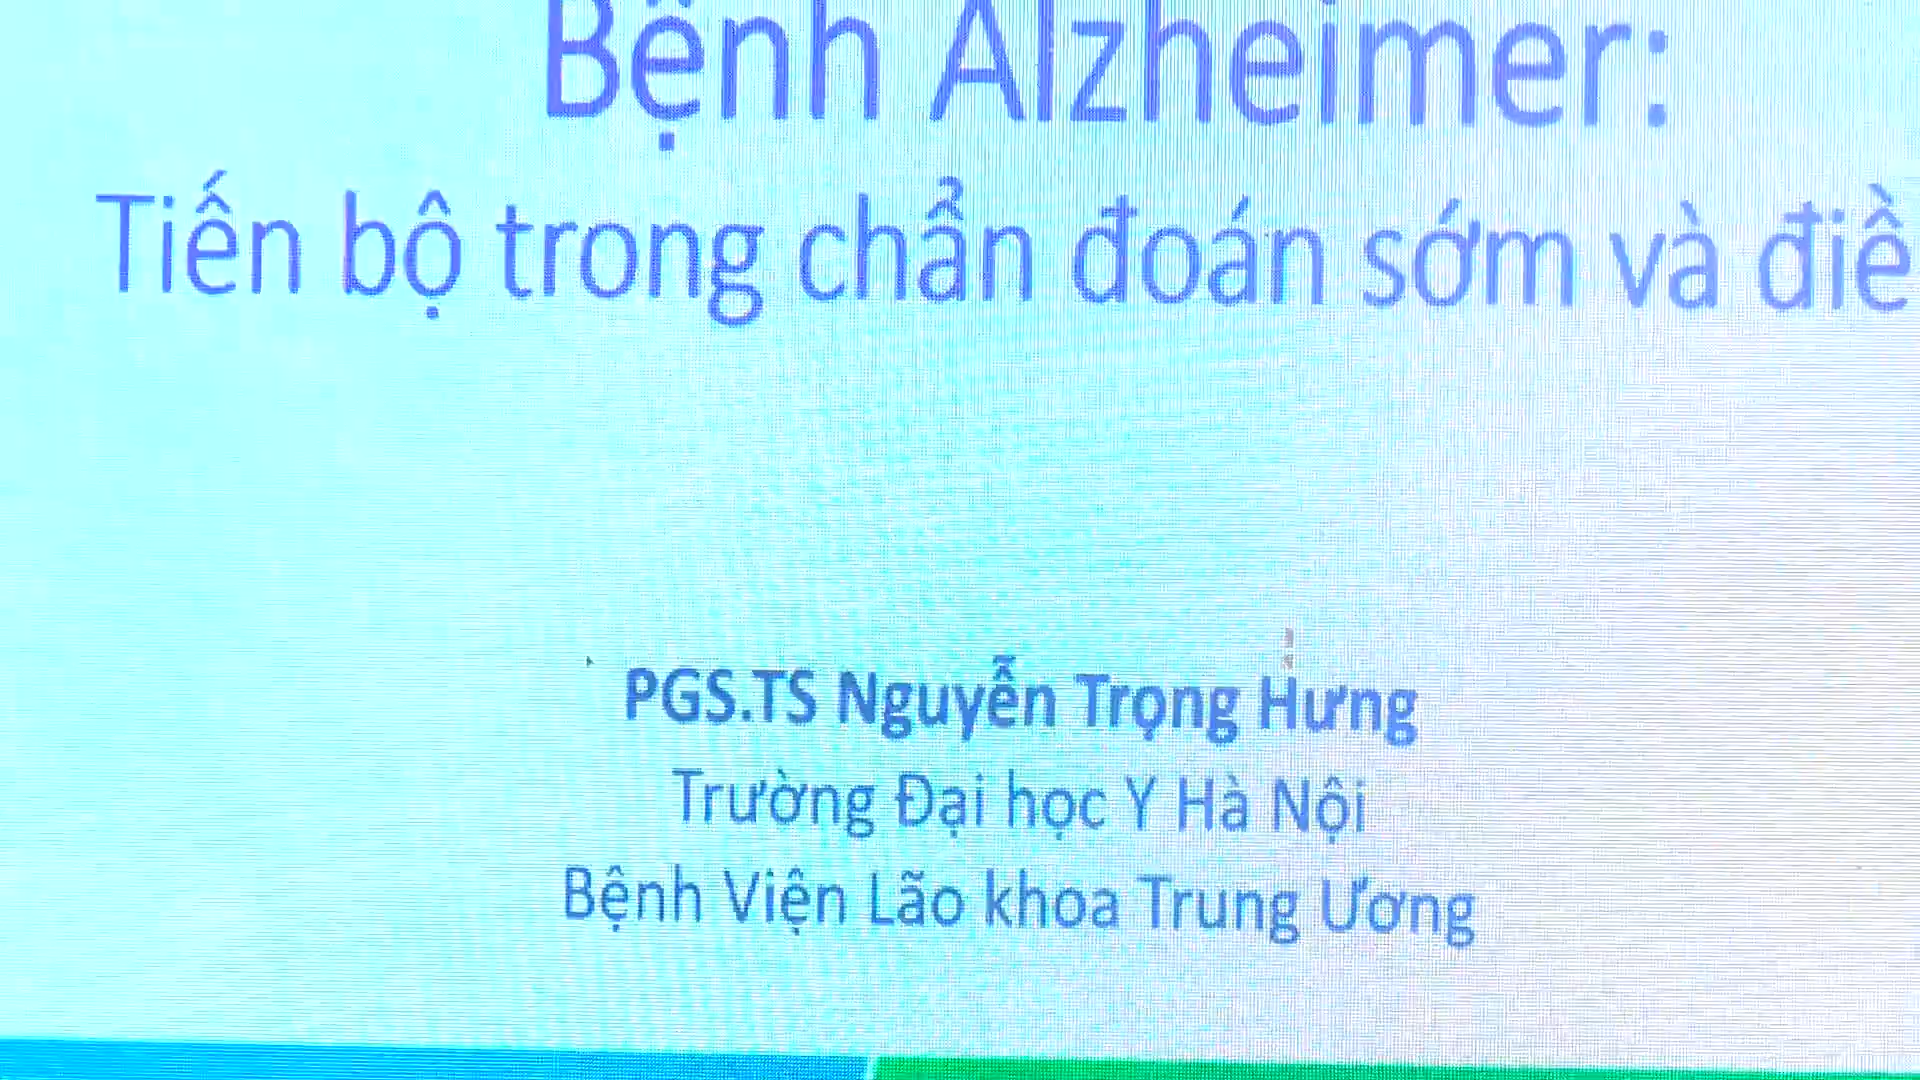 Bệnh Alzheimer:
Tiến bộ trong chẩn đoán sớm và điề
PGS.TS Nguyễn Trọng Hưng
Trường Đại học Y Hà Nội
Bệnh Viện Lão khoa Trung Ương